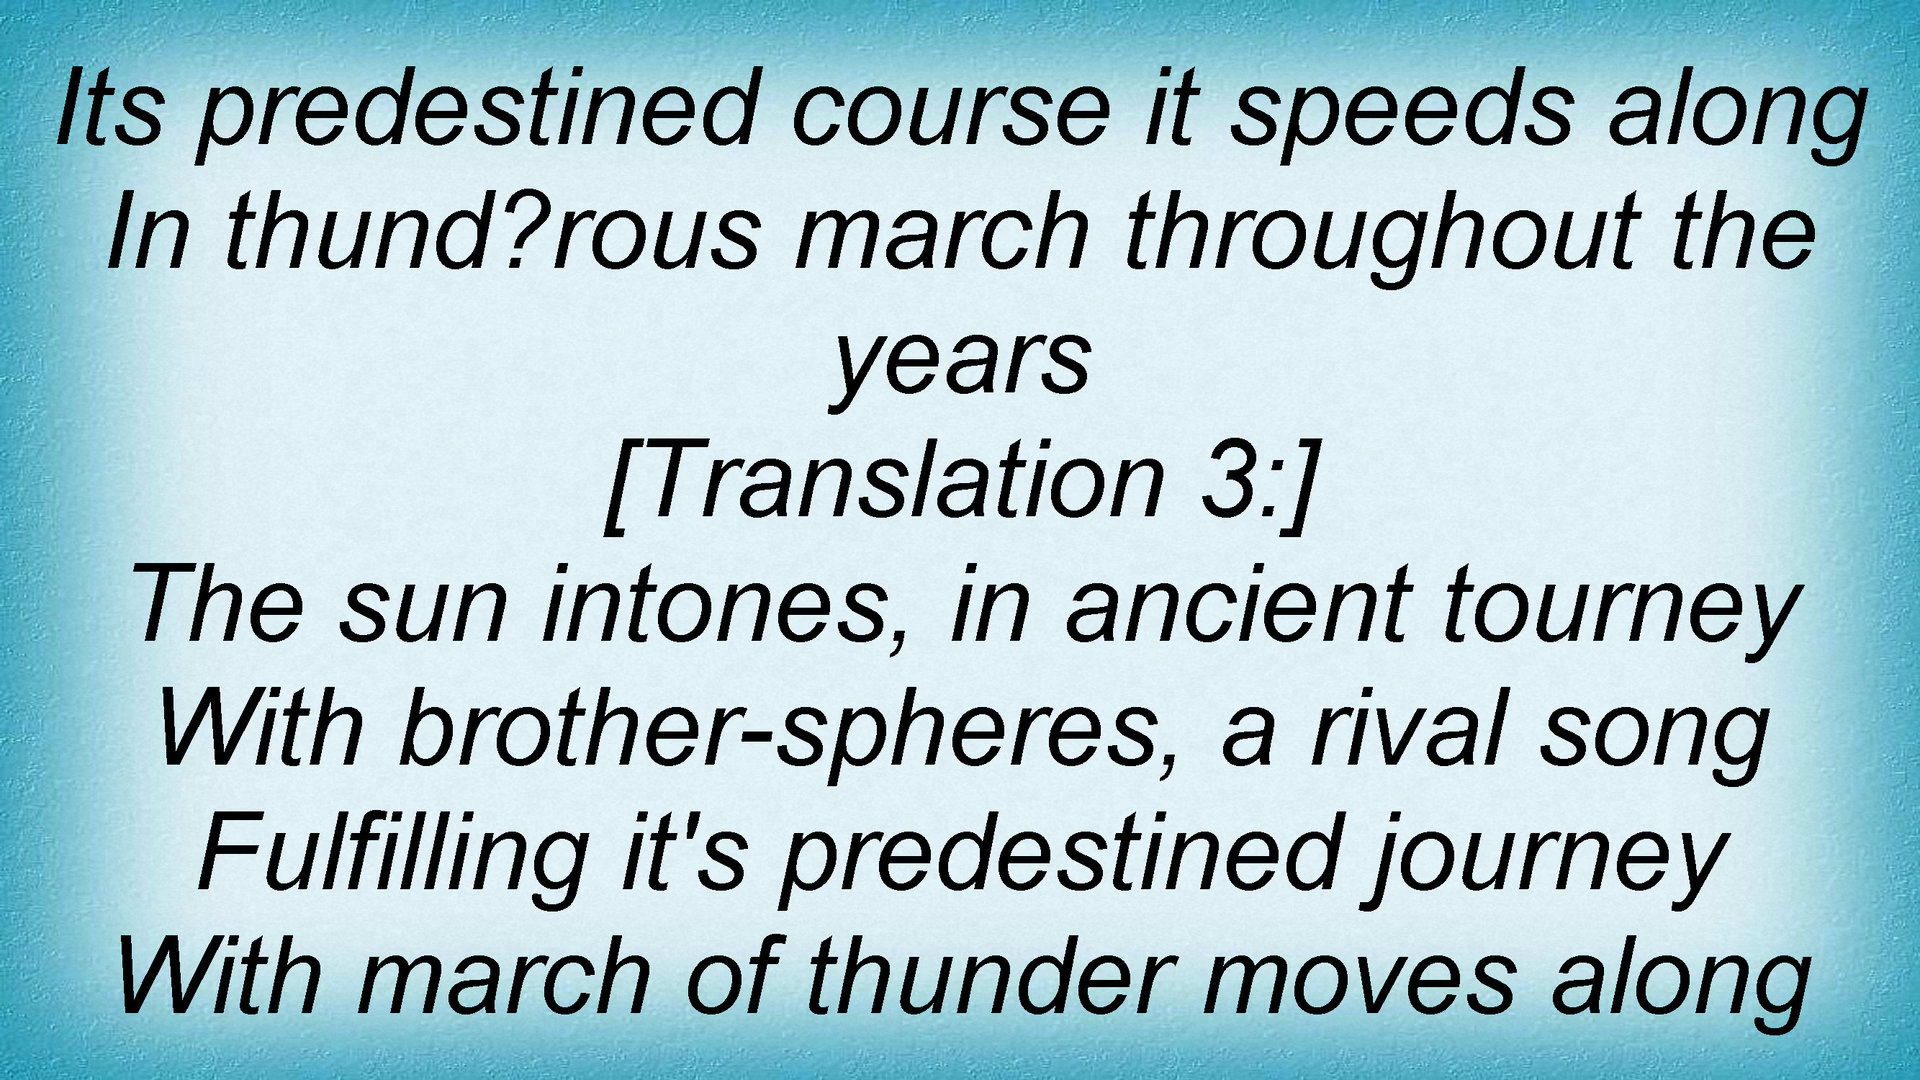 Its predestined course it speeds along
In thund?rous march throughout the
years
[Translation 3:]
The sun intones, in ancient tourney
With brother-spheres, a rival song
Fulfilling it's predestined journey
With march of thunder moves along